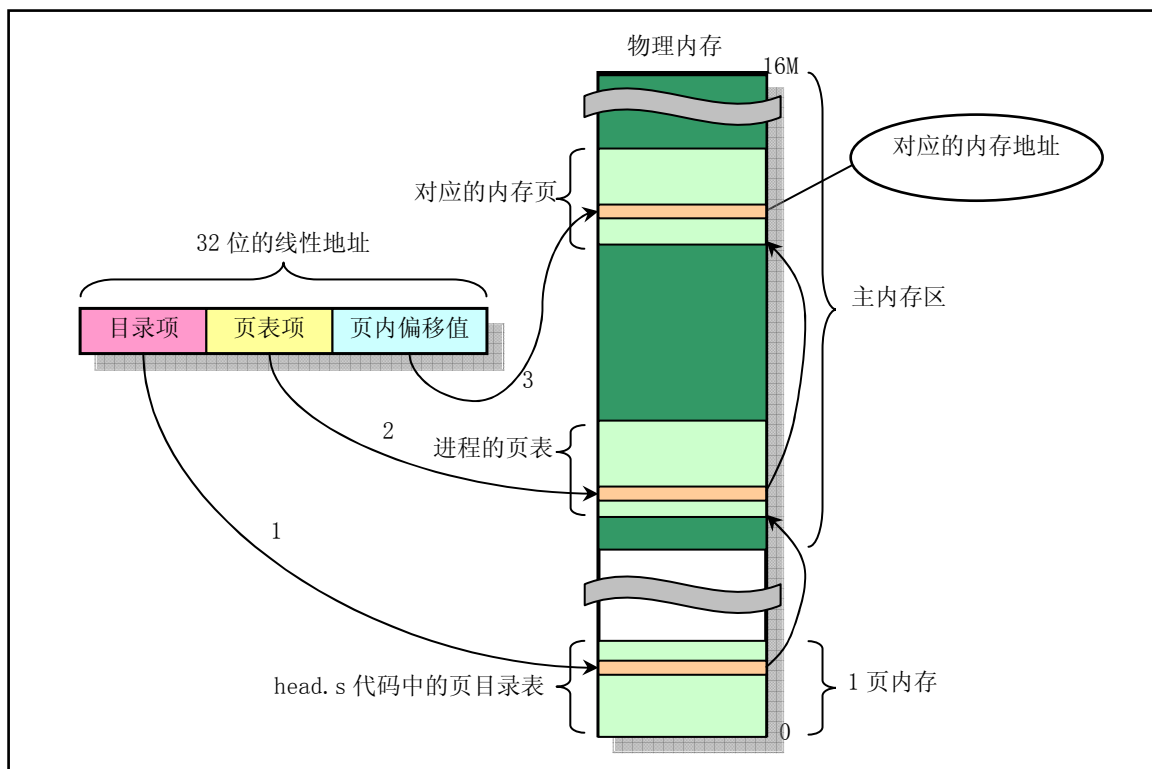 物理内存
16M
对应的内存地址
对应的内存页
32 位的线性地址
主内存区
目录项
页表项
页内偏移值
3
2
进程的页表
1
head.s 代码中的页目录表
1 页内存
0